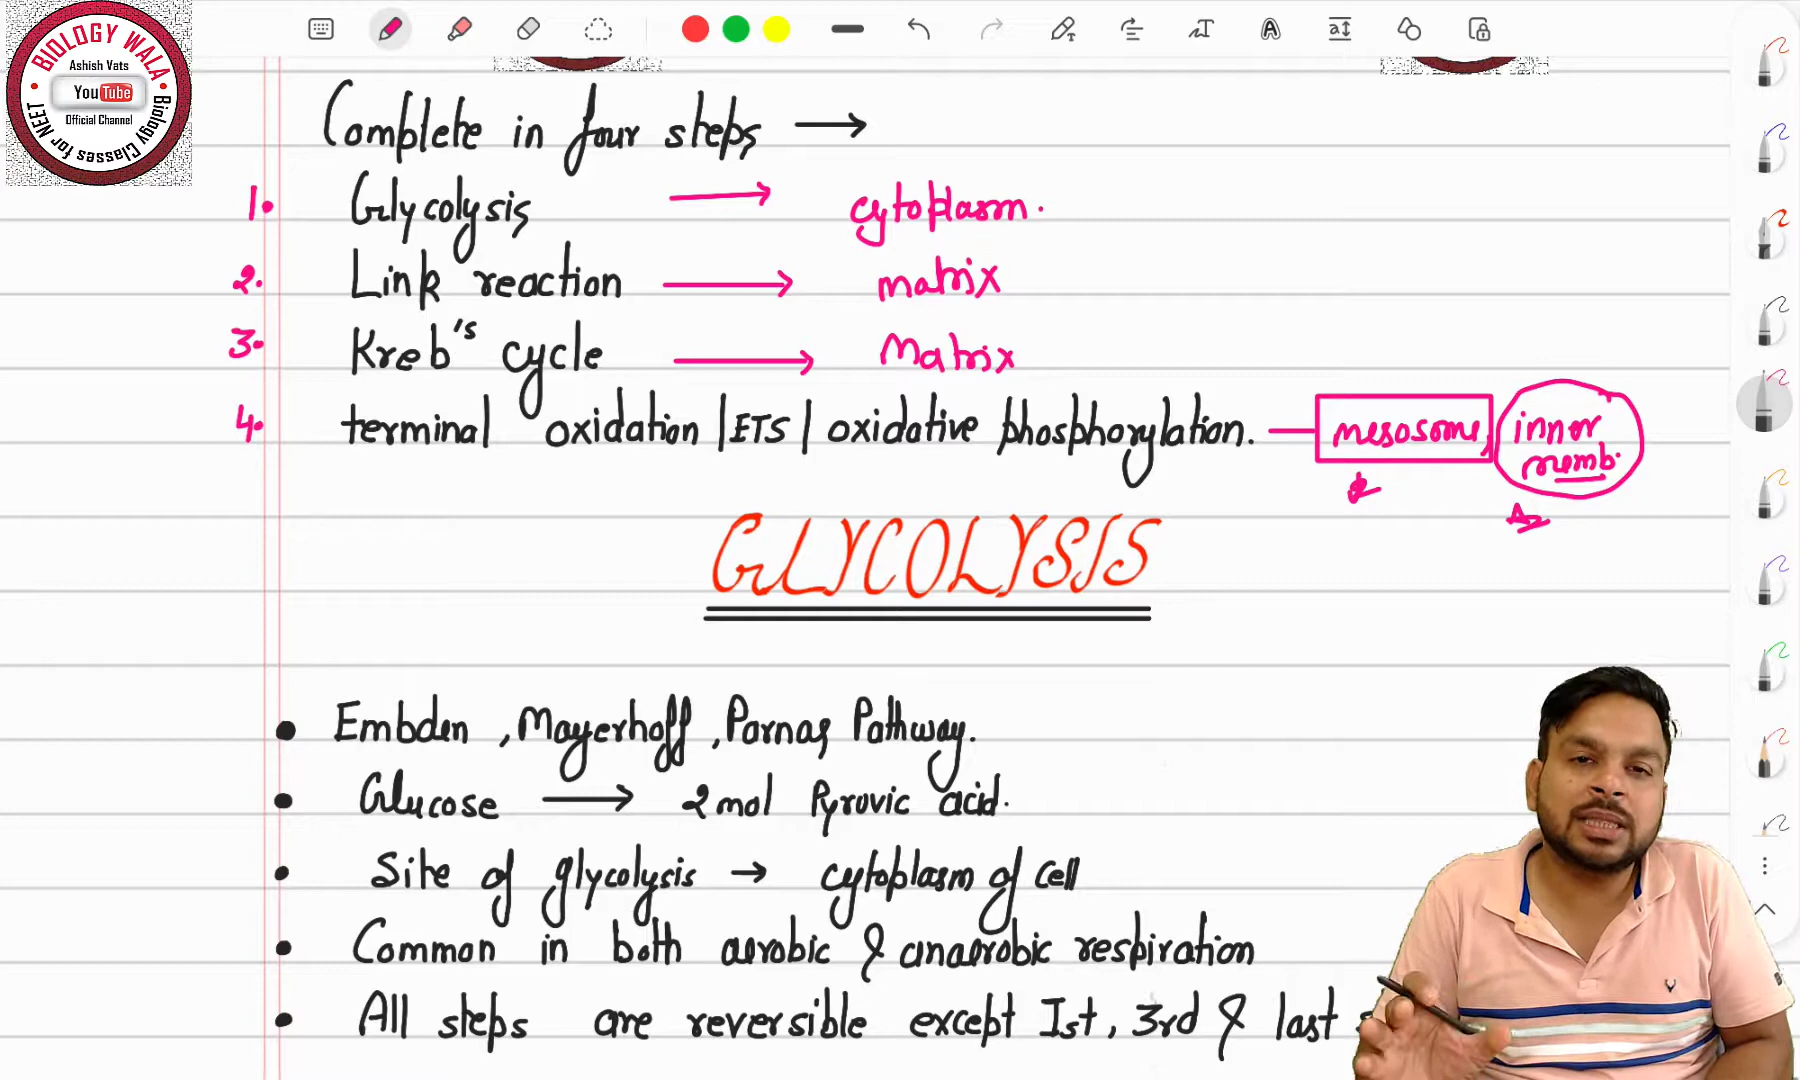 BIOLOGY WALA
Ashish Vats
YouTube
Official Channel
Biology Classes for NEET
Complete in four steps →
1. Glycolysis → cytoplasm.
2. Link reaction → matrix
3. Kreb's cycle → Matrix
4. terminal oxidation | ETS | oxidative phosphorylation. — mesosome, inner memb.
GLYCOLYSIS
• Embden , Mayerhoff , Parnas Pathway.
• Glucose → 2 mol Pyruvic acid.
• Site of glycolysis → cytoplasm of cell
• Common in both aerobic & anaerobic respiration
• All steps are reversible except Ist, 3rd & last